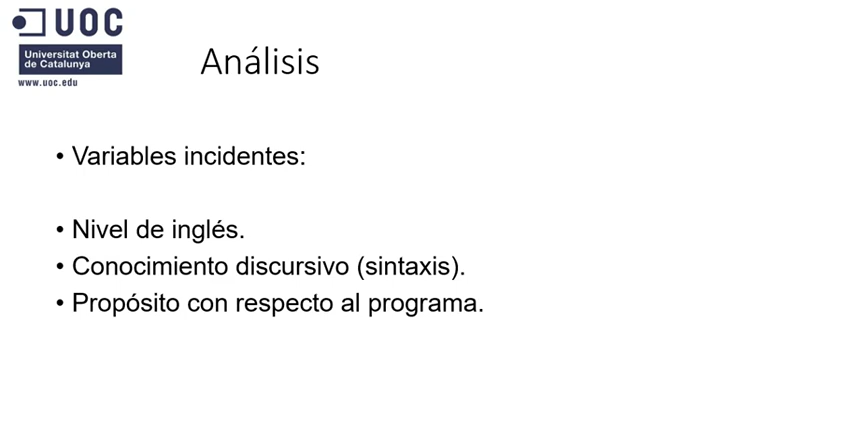 UOC
Universitat Oberta
de Catalunya
www.uoc.edu
Análisis
• Variables incidentes:
• Nivel de inglés.
• Conocimiento discursivo (sintaxis).
• Propósito con respecto al programa.